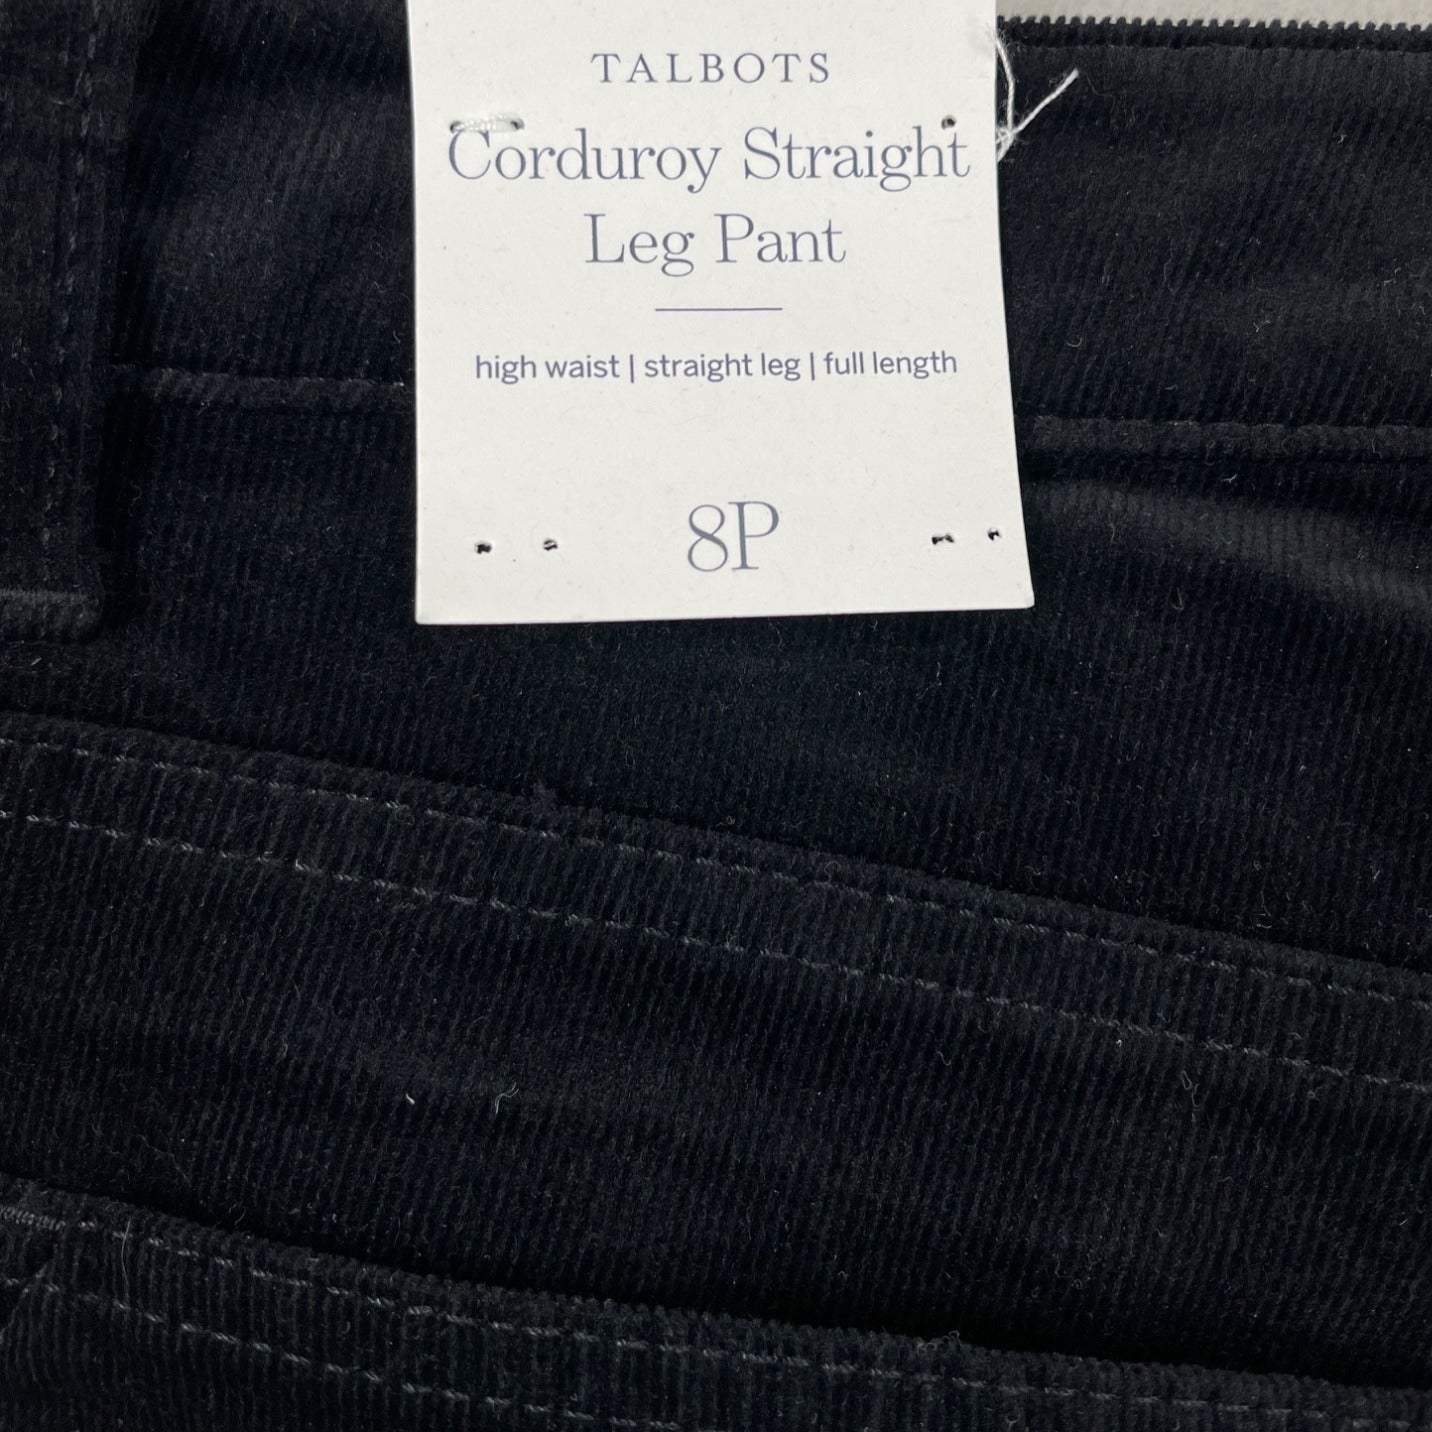 TALBOTS
Corduroy Straight
Leg Pant
high waist | straight leg | full length
8P